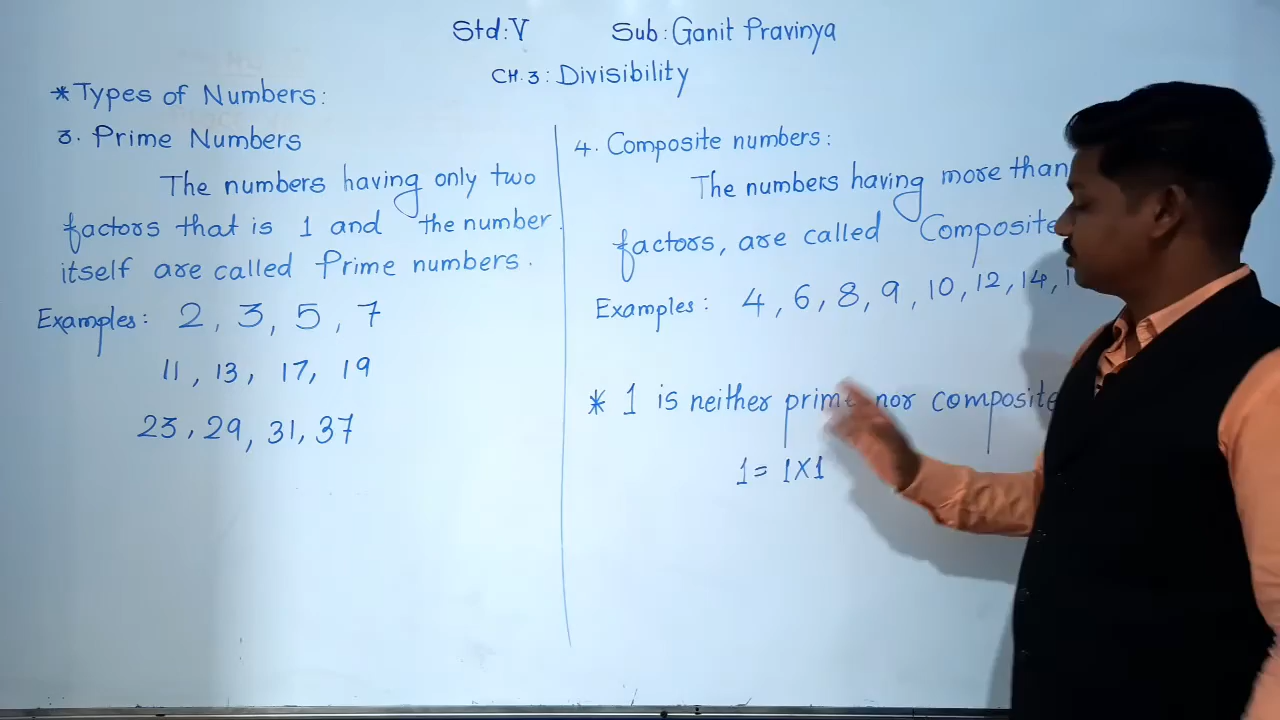 Std: V Sub: Ganit Pravinya
CH. 3: Divisibility
* Types of Numbers:
3. Prime Numbers
The numbers having only two
factors that is 1 and the number
itself are called Prime numbers.
Examples: 2, 3, 5, 7
11, 13, 17, 19
23, 29, 31, 37
4. Composite numbers:
The numbers having more than
factors, are called Composite
Examples: 4, 6, 8, 9, 10, 12, 14,
* 1 is neither prime nor composite
1 = 1X1